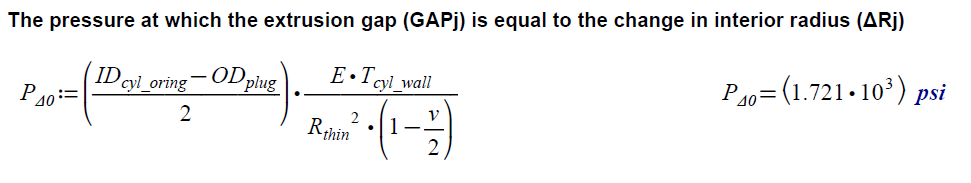 The pressure at which the extrusion gap (GAPj) is equal to the change in interior radius (ΔRj)
P_Δ0 := ((ID_cyl_oring − OD_plug) / 2) • (E • T_cyl_wall) / (R_thin^2 • (1 − ν/2))    P_Δ0 = (1.721 • 10^3) psi